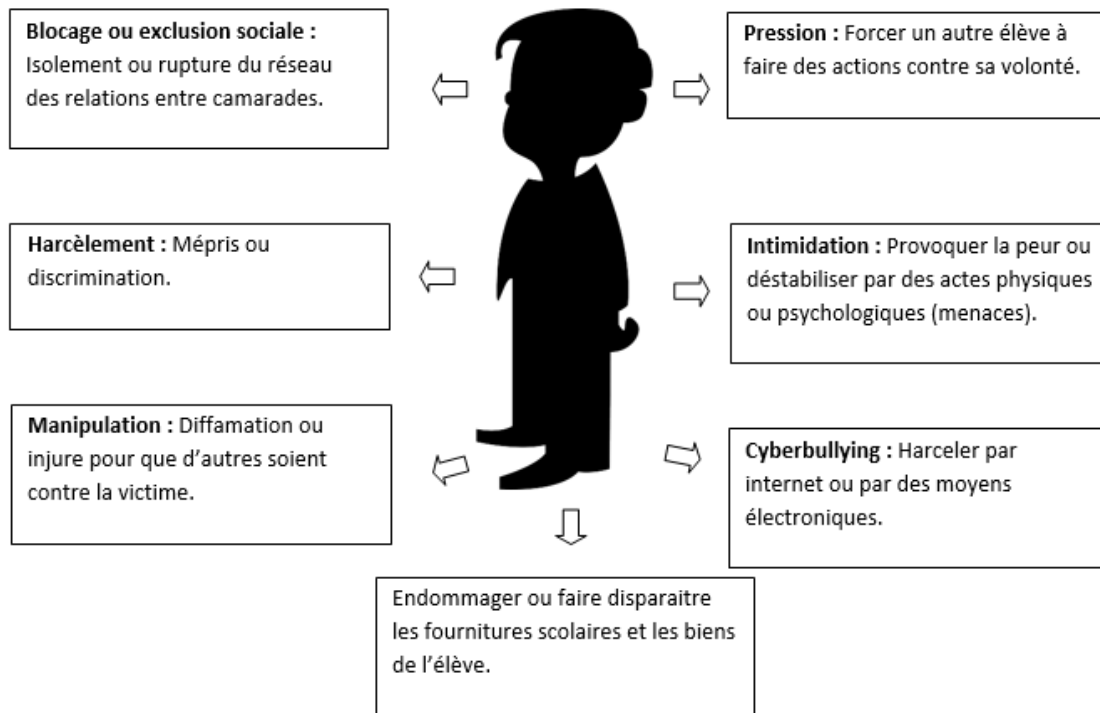 Blocage ou exclusion sociale :
Isolement ou rupture du réseau
des relations entre camarades.
Pression : Forcer un autre élève à
faire des actions contre sa volonté.
Harcèlement : Mépris ou
discrimination.
Intimidation : Provoquer la peur ou
déstabiliser par des actes physiques
ou psychologiques (menaces).
Manipulation : Diffamation ou
injure pour que d’autres soient
contre la victime.
Cyberbullying : Harceler par
internet ou par des moyens
électroniques.
Endommager ou faire disparaitre
les fournitures scolaires et les biens
de l’élève.